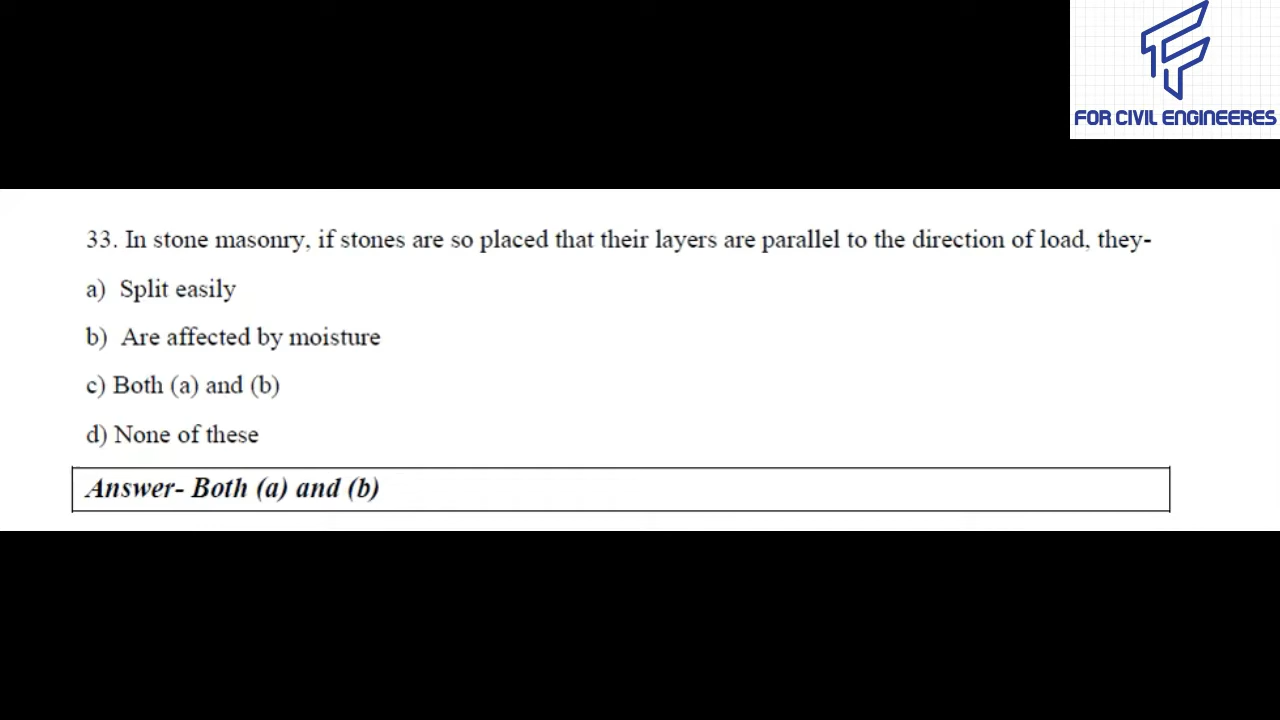 FOR CIVIL ENGINEERES
33. In stone masonry, if stones are so placed that their layers are parallel to the direction of load, they-
a) Split easily
b) Are affected by moisture
c) Both (a) and (b)
d) None of these
Answer- Both (a) and (b)